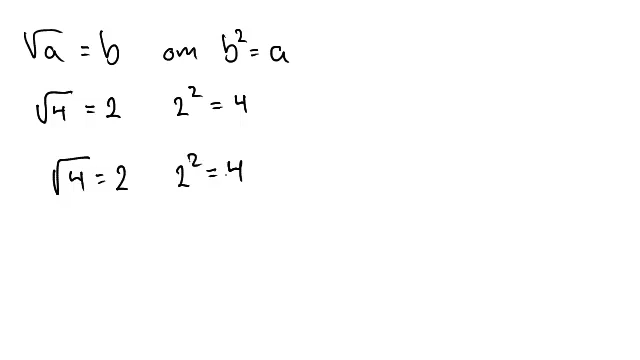 √a = b om b² = a
√4 = 2 2² = 4
√4 = 2 2² = 4